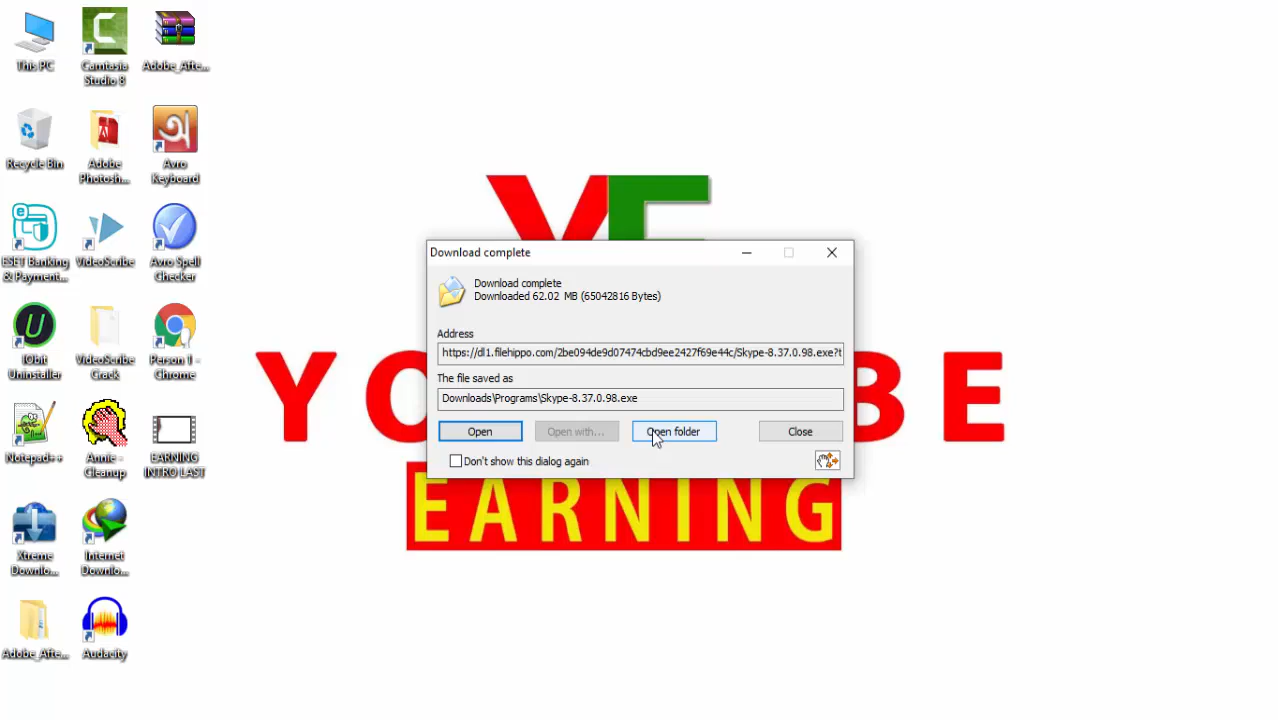 This PC
Camtasia
Studio 8
Adobe_Afte...
Recycle Bin
Adobe
Photosh...
অ
Avro
Keyboard
ESET Banking
& Payment...
VideoScribe
Avro Spell
Checker
IObit
Uninstaller
VideoScribe
Crack
Person 1 -
Chrome
Notepad++
Annie -
Cleanup
EARNING
INTRO LAST
Xtreme
Downlo...
Internet
Downlo...
Adobe_Afte...
Audacity
Download complete
Download complete
Downloaded 62.02 MB (65042816 Bytes)
Address
https://dl1.filehippo.com/2be094de9d07474cbd9ee2427f69e44c/Skype-8.37.0.98.exe?t
The file saved as
Downloads\Programs\Skype-8.37.0.98.exe
Open
Open with...
Open folder
Close
Don't show this dialog again
EARNING